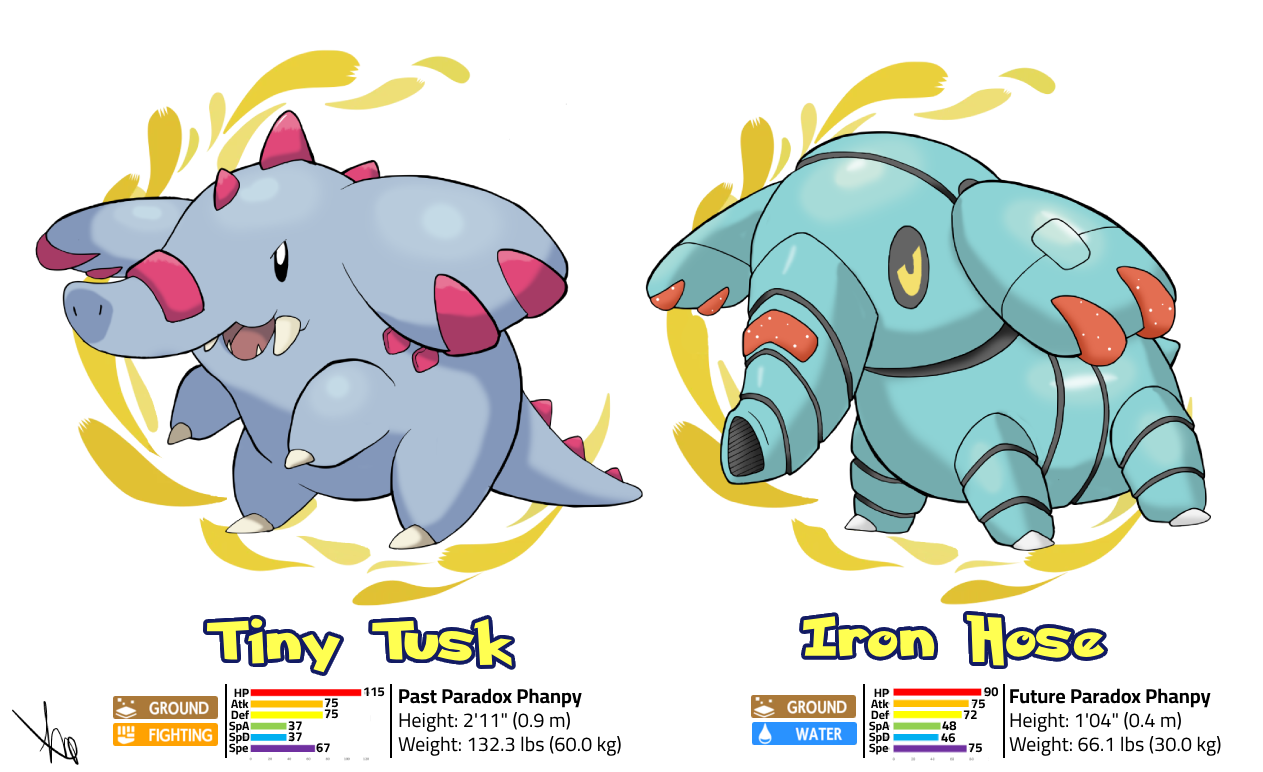 Tiny Tusk
GROUND
FIGHTING
HP 115
Atk 75
Def 75
SpA 37
SpD 37
Spe 67
Past Paradox Phanpy
Height: 2'11" (0.9 m)
Weight: 132.3 lbs (60.0 kg)
Iron Hose
GROUND
WATER
HP 90
Atk 75
Def 72
SpA 48
SpD 46
Spe 75
Future Paradox Phanpy
Height: 1'04" (0.4 m)
Weight: 66.1 lbs (30.0 kg)